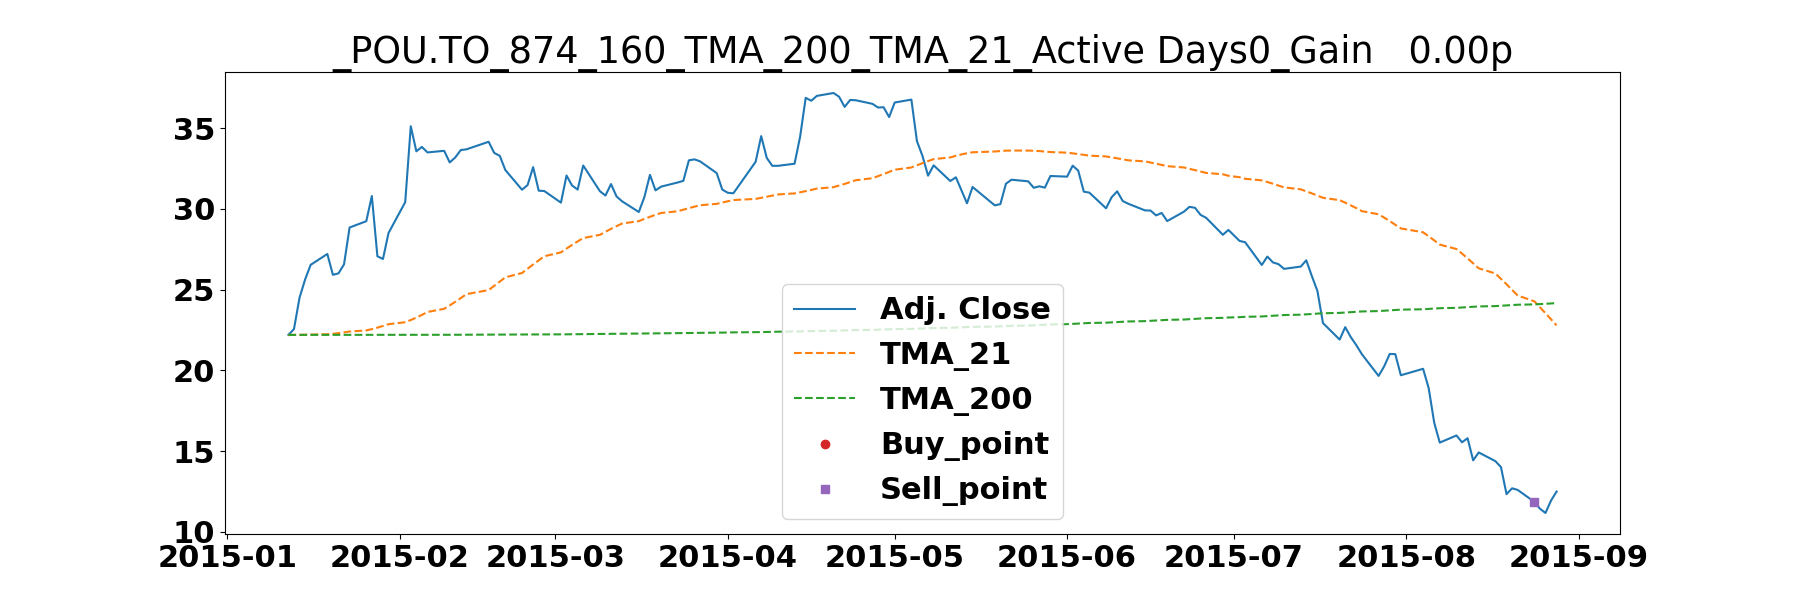 _POU.TO_874_160_TMA_200_TMA_21_Active Days0_Gain   0.00p
35
30
25
20
15
10
Adj. Close
TMA_21
TMA_200
Buy_point
Sell_point
2015-01 2015-02 2015-03 2015-04 2015-05 2015-06 2015-07 2015-08 2015-09